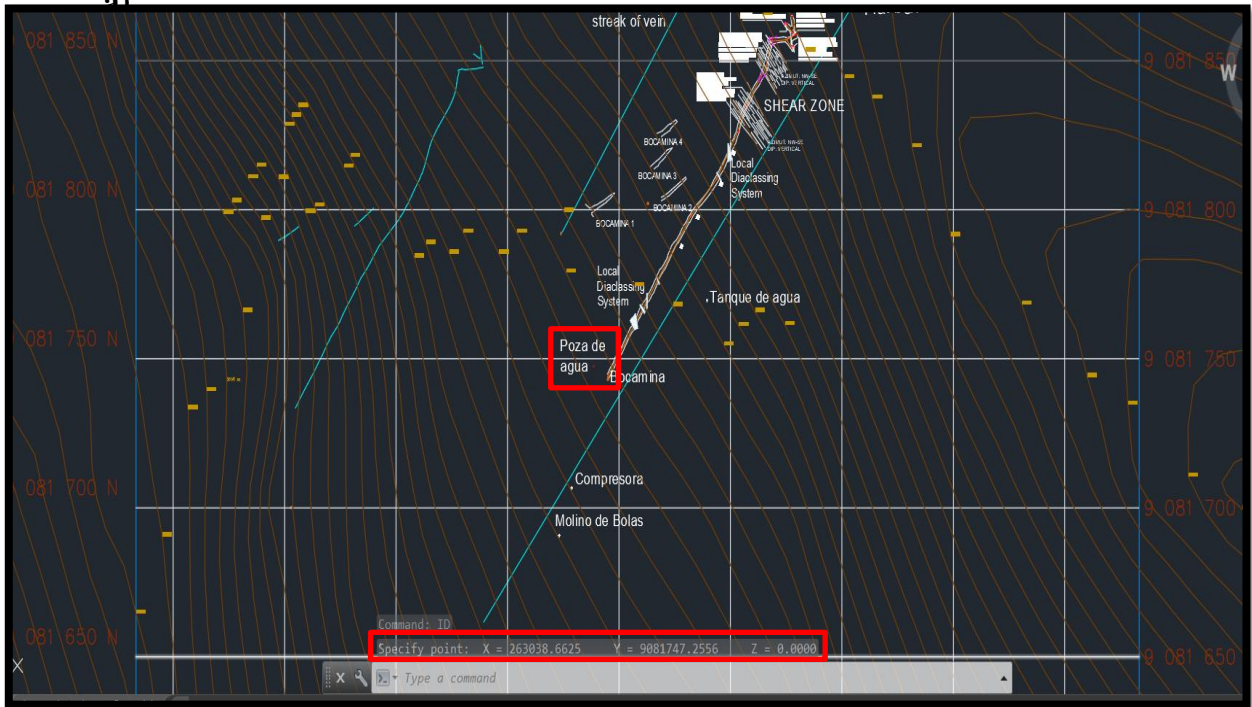 streak of vein
081 850 N
9 081 850
W
SHEAR ZONE
BOCAMINA 4
Local
Diaclassing
System
BOCAMINA 3
BOCAMINA 2
BOCAMINA 1
081 800 N
9 081 800
Local
Diaclassing
System
Tanque de agua
081 750 N
9 081 750
Poza de
agua
Bocamina
Compresora
081 700 N
9 081 700
Molino de Bolas
Command: ID
Specify point: X = 263038.6625 Y = 9081747.2556 Z = 0.0000
081 650 N
9 081 650
X
Type a command